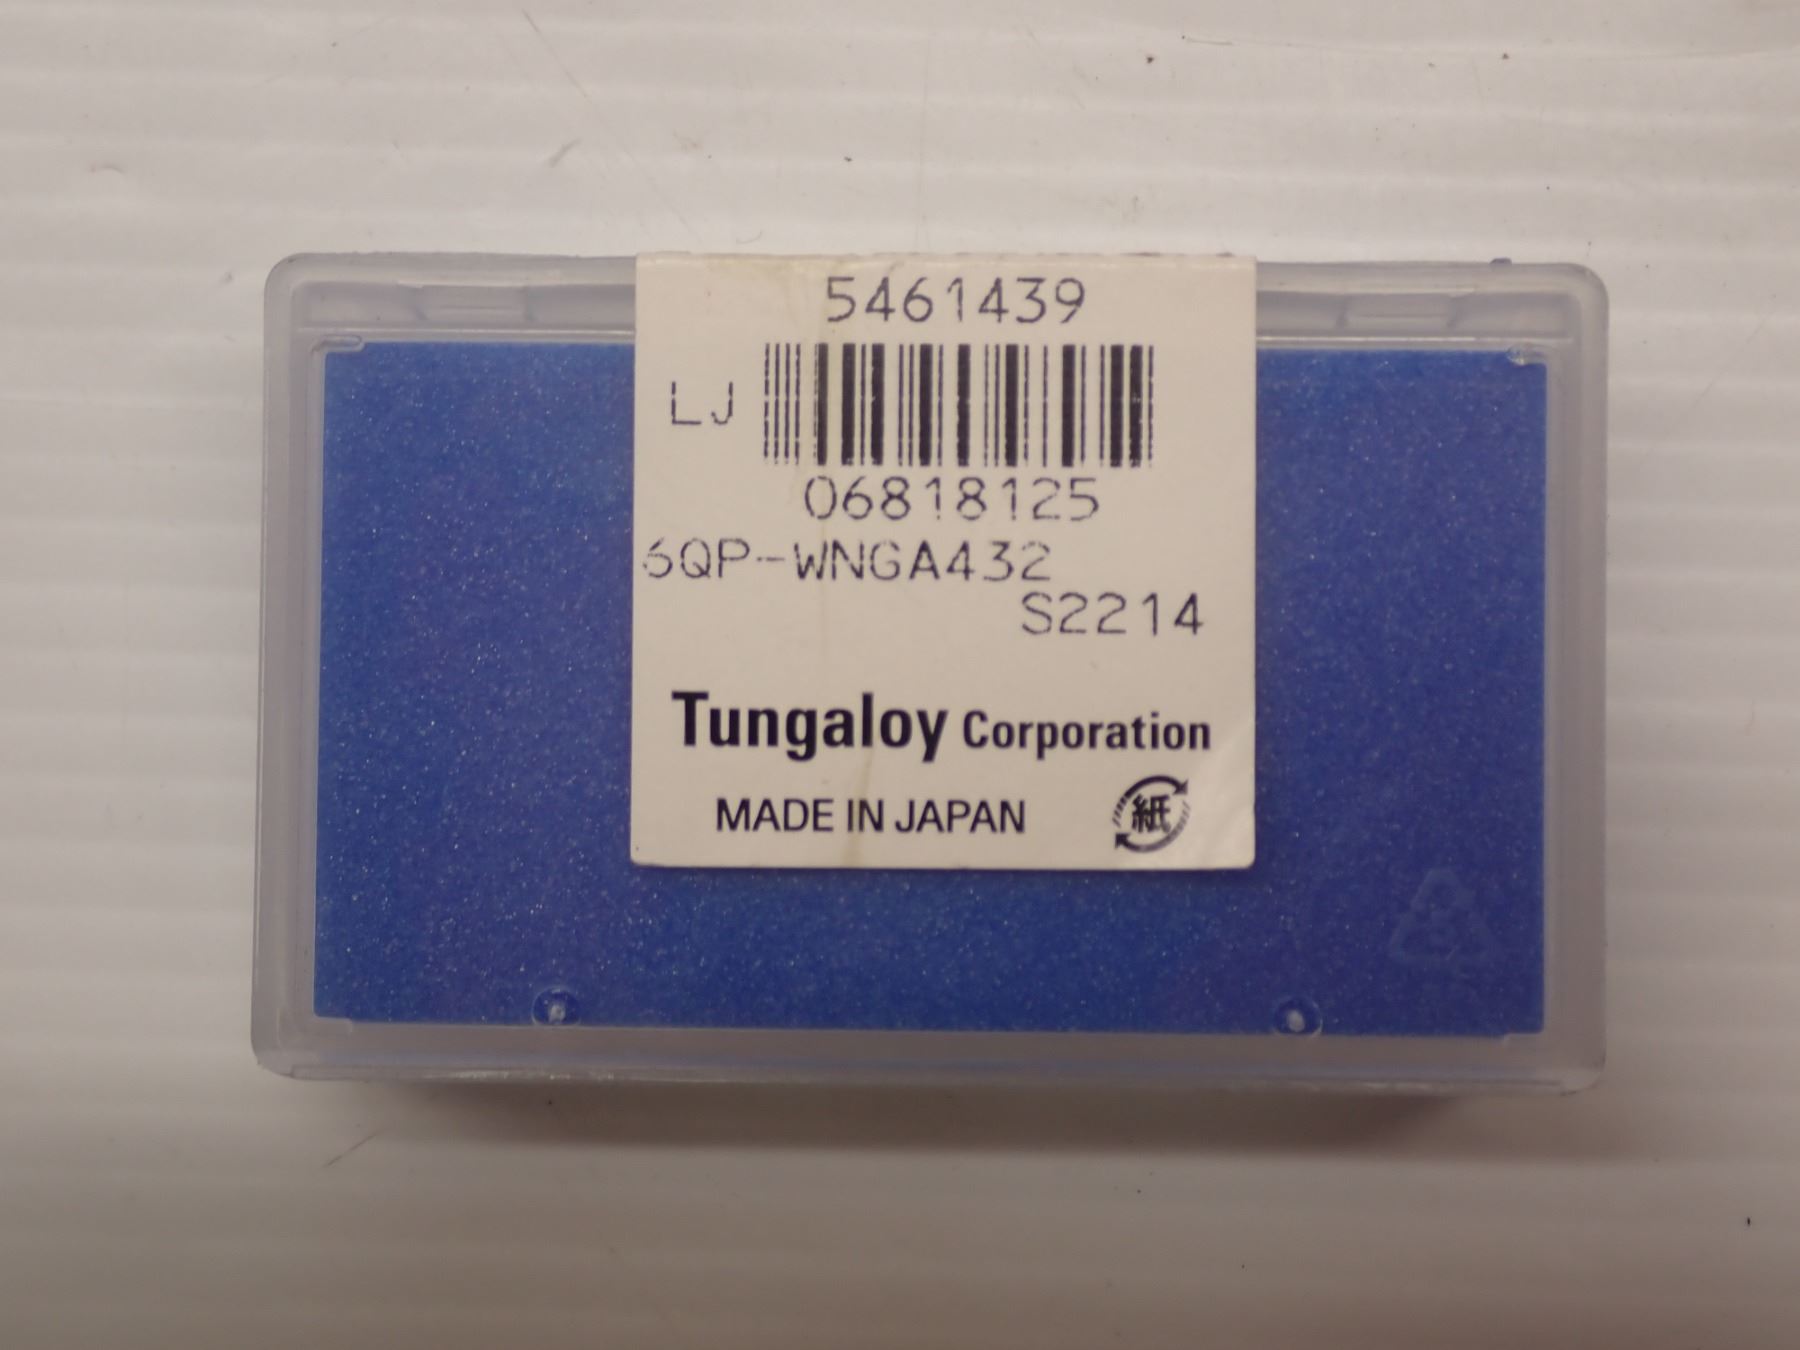 5461439
LJ
06818125
6QP-WNGA432
S2214
Tungaloy Corporation
MADE IN JAPAN
紙